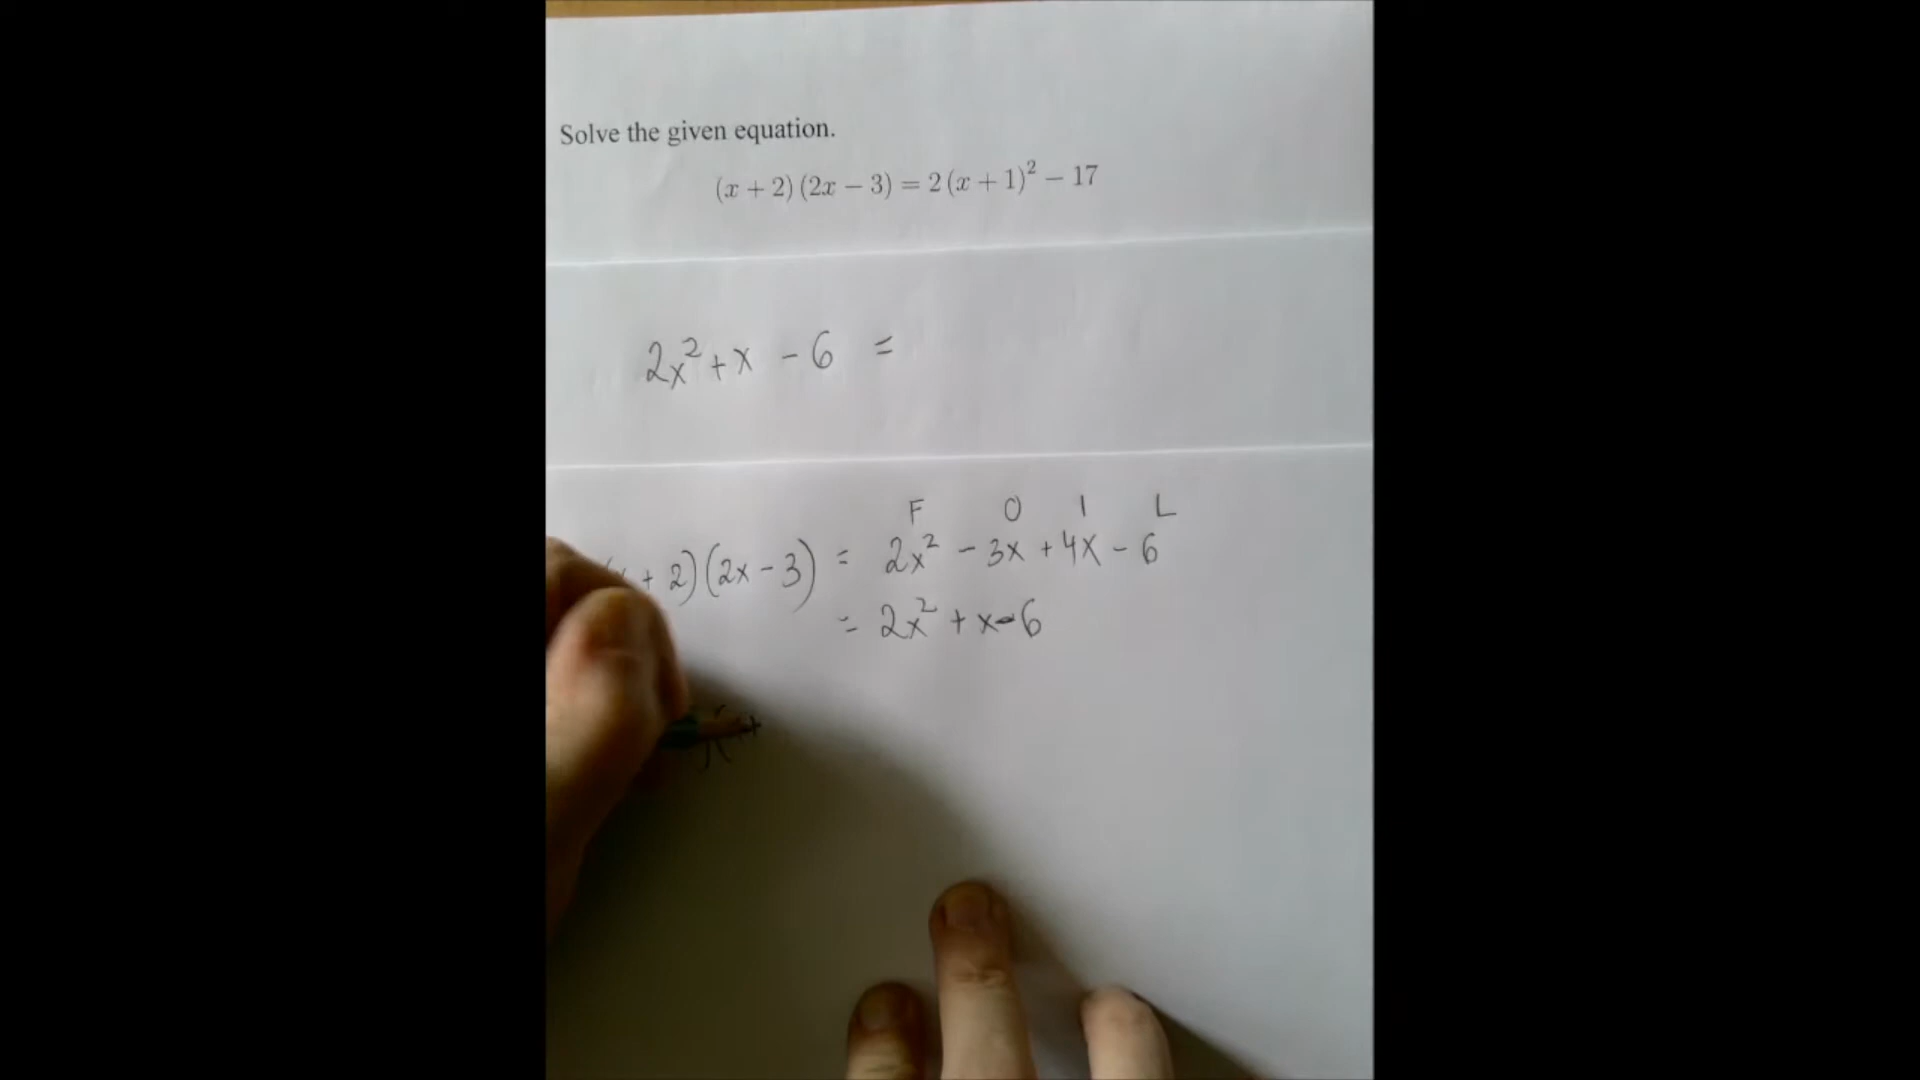 Solve the given equation.
(x + 2) (2x − 3) = 2 (x + 1)² − 17
2x² + x - 6 =
F O I L
+ 2)(2x - 3) = 2x² - 3x + 4x - 6
= 2x² + x - 6